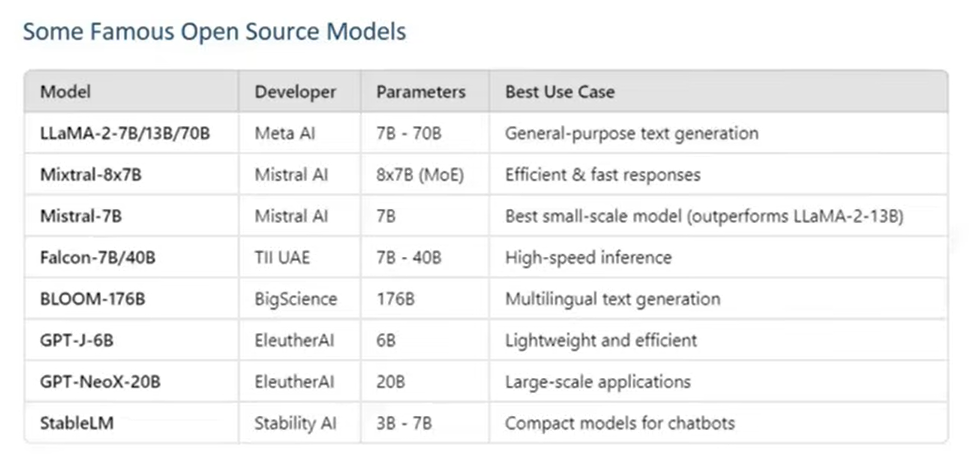 Some Famous Open Source Models
Model Developer Parameters Best Use Case
LLaMA-2-7B/13B/70B Meta AI 7B - 70B General-purpose text generation
Mixtral-8x7B Mistral AI 8x7B (MoE) Efficient & fast responses
Mistral-7B Mistral AI 7B Best small-scale model (outperforms LLaMA-2-13B)
Falcon-7B/40B TII UAE 7B - 40B High-speed inference
BLOOM-176B BigScience 176B Multilingual text generation
GPT-J-6B EleutherAI 6B Lightweight and efficient
GPT-NeoX-20B EleutherAI 20B Large-scale applications
StableLM Stability AI 3B - 7B Compact models for chatbots